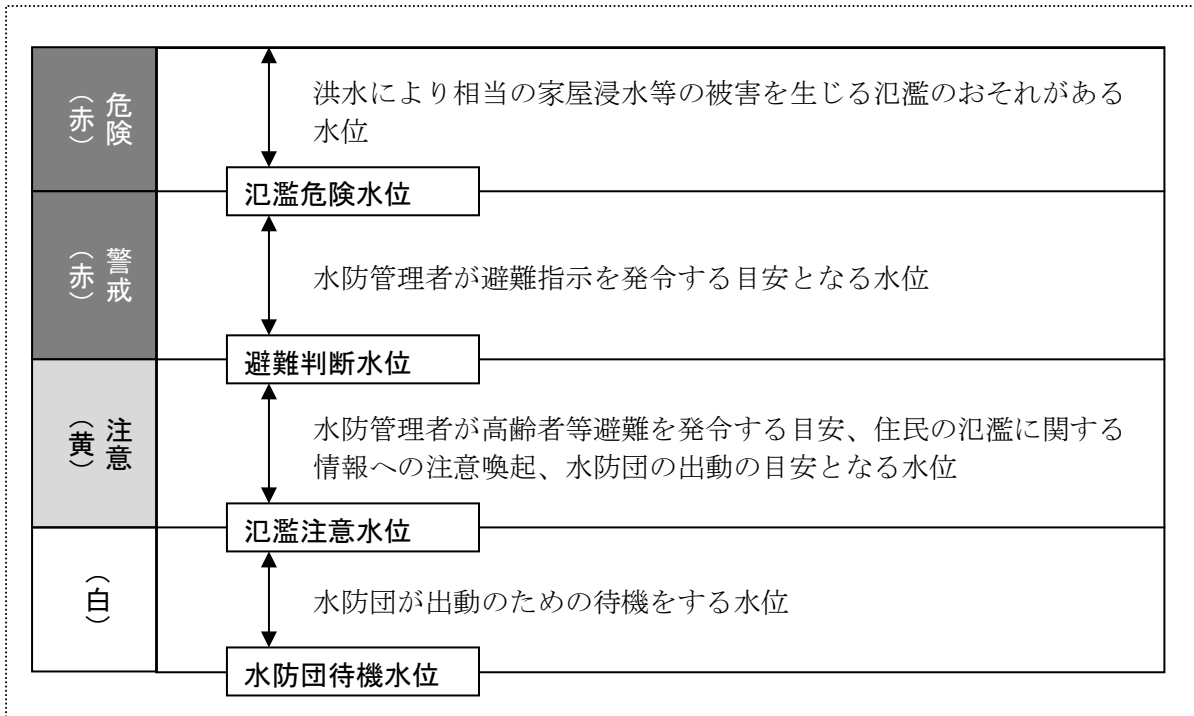 危険
（赤）
洪水により相当の家屋浸水等の被害を生じる氾濫のおそれがある
水位
氾濫危険水位
警戒
（赤）
水防管理者が避難指示を発令する目安となる水位
避難判断水位
注意
（黄）
水防管理者が高齢者等避難を発令する目安、住民の氾濫に関する
情報への注意喚起、水防団の出動の目安となる水位
氾濫注意水位
（白）
水防団が出動のための待機をする水位
水防団待機水位